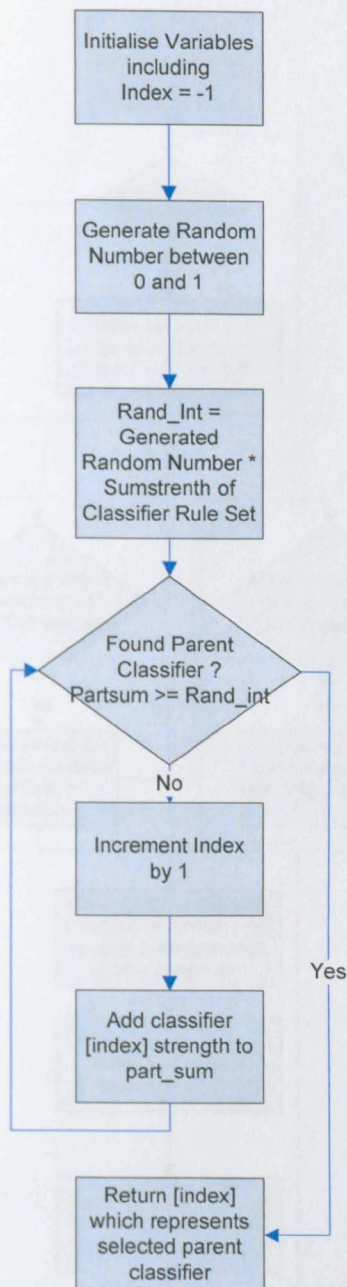 Initialise Variables
including
Index = -1
Generate Random
Number between
0 and 1
Rand_Int =
Generated
Random Number *
Sumstrenth of
Classifier Rule Set
Found Parent
Classifier ?
Partsum >= Rand_int
No
Increment Index
by 1
Yes
Add classifier
[index] strength to
part_sum
Return [index]
which represents
selected parent
classifier